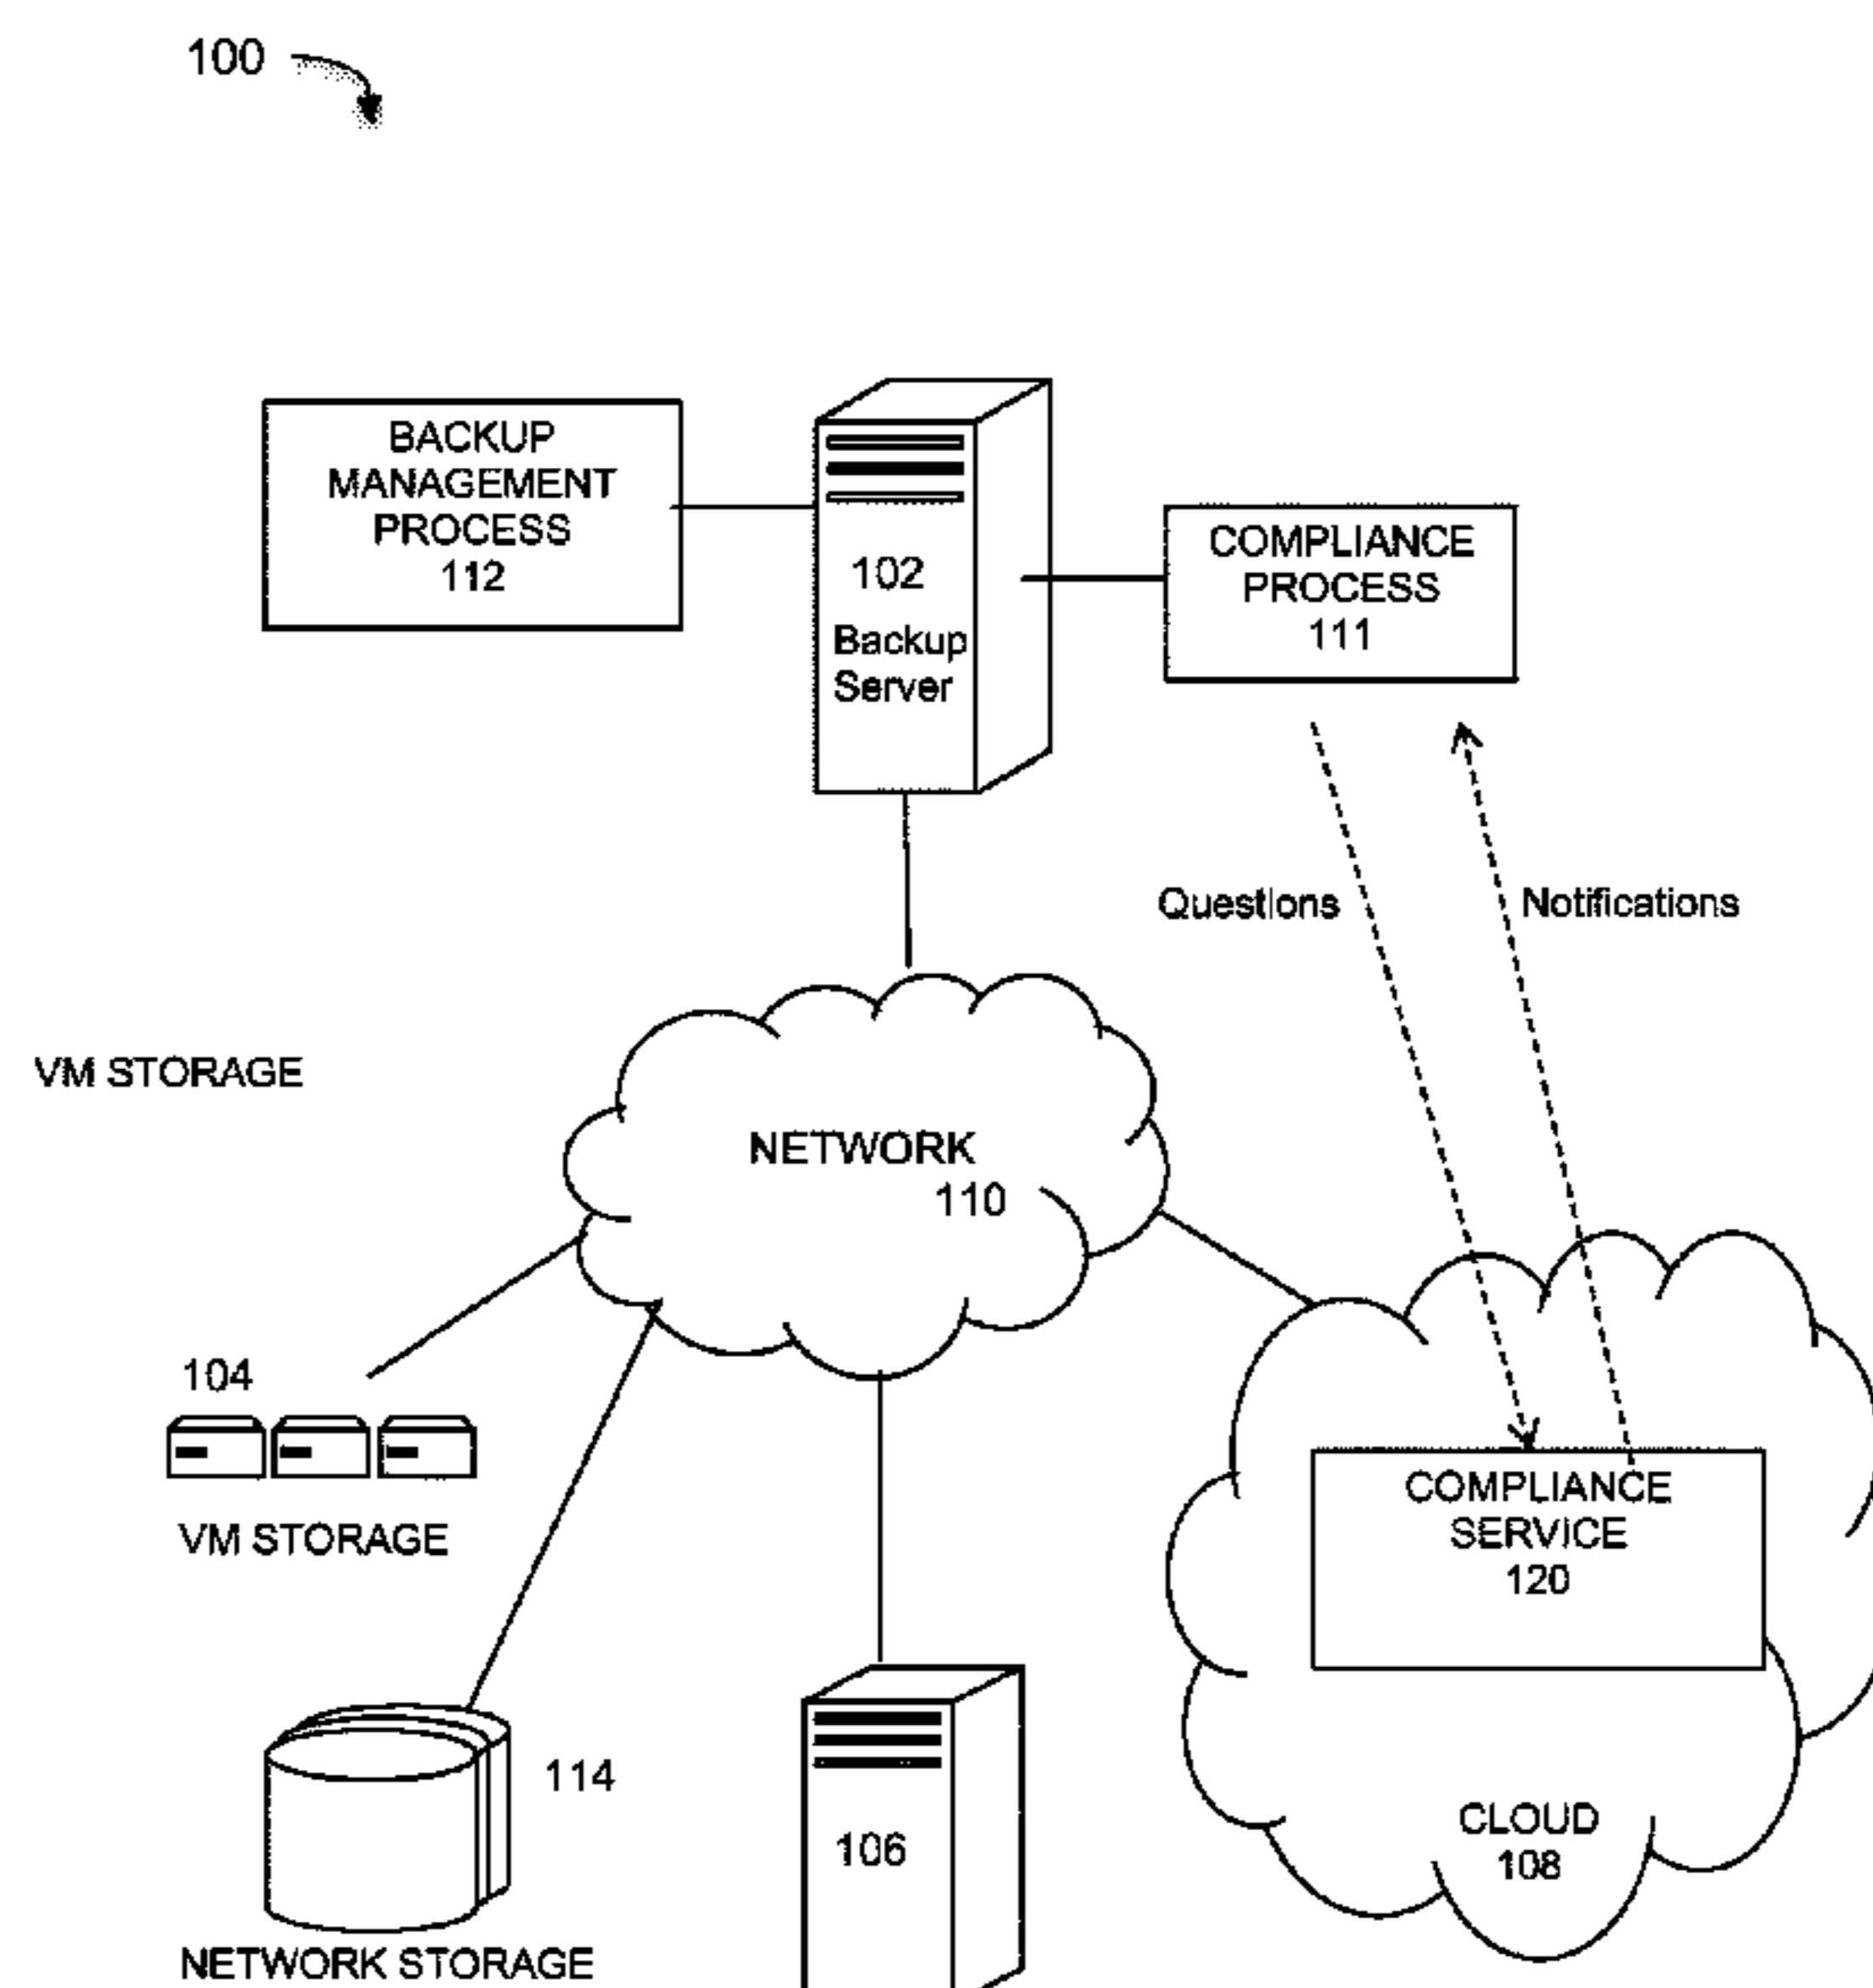 100
BACKUP
MANAGEMENT
PROCESS
112
102
Backup
Server
COMPLIANCE
PROCESS
111
Questions
Notifications
VM STORAGE
NETWORK
110
104
VM STORAGE
COMPLIANCE
SERVICE
120
114
106
CLOUD
108
NETWORK STORAGE